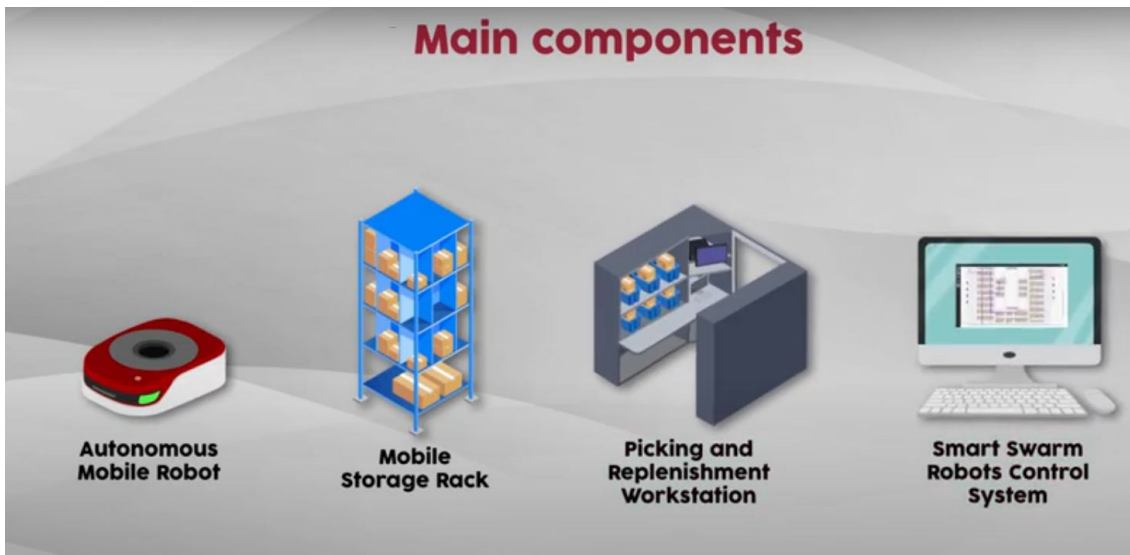 Main components
Autonomous
Mobile Robot
Mobile
Storage Rack
Picking and
Replenishment
Workstation
Smart Swarm
Robots Control
System